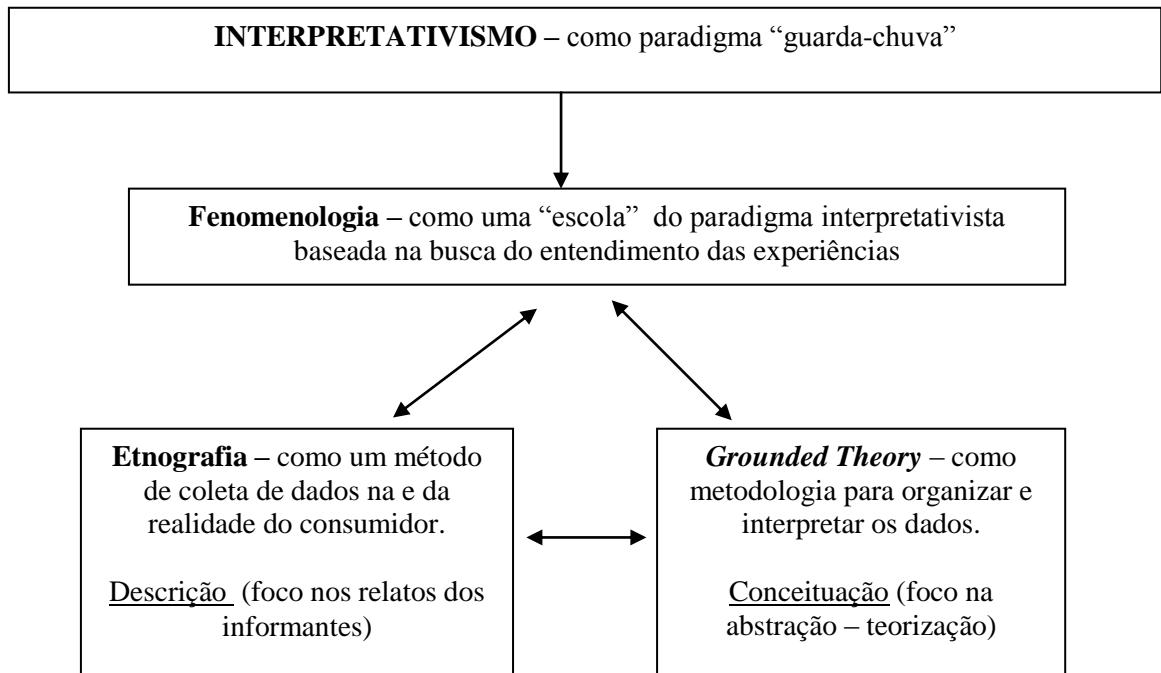 INTERPRETATIVISMO – como paradigma “guarda-chuva”
Fenomenologia – como uma “escola” do paradigma interpretativista
baseada na busca do entendimento das experiências
Etnografia – como um método
de coleta de dados na e da
realidade do consumidor.
Descrição (foco nos relatos dos
informantes)
Grounded Theory – como
metodologia para organizar e
interpretar os dados.
Conceituação (foco na
abstração – teorização)